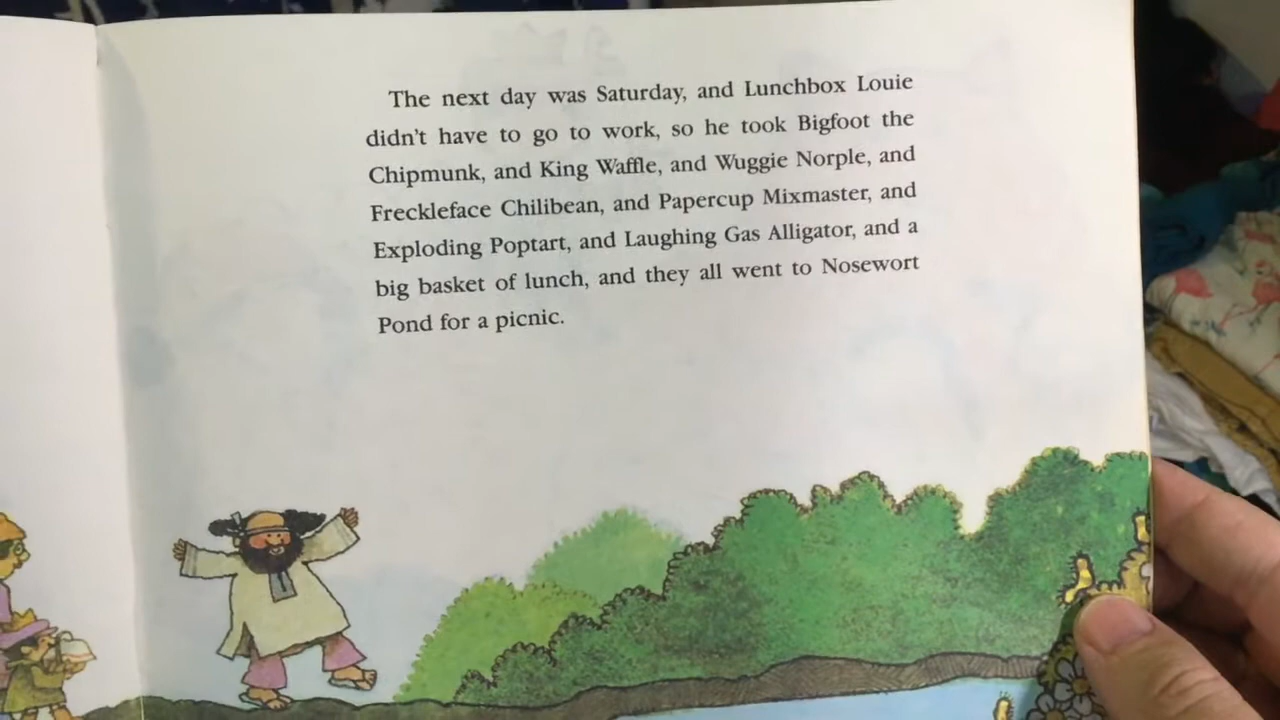 The next day was Saturday, and Lunchbox Louie
didn't have to go to work, so he took Bigfoot the
Chipmunk, and King Waffle, and Wuggie Norple, and
Freckleface Chilibean, and Papercup Mixmaster, and
Exploding Poptart, and Laughing Gas Alligator, and a
big basket of lunch, and they all went to Nosewort
Pond for a picnic.